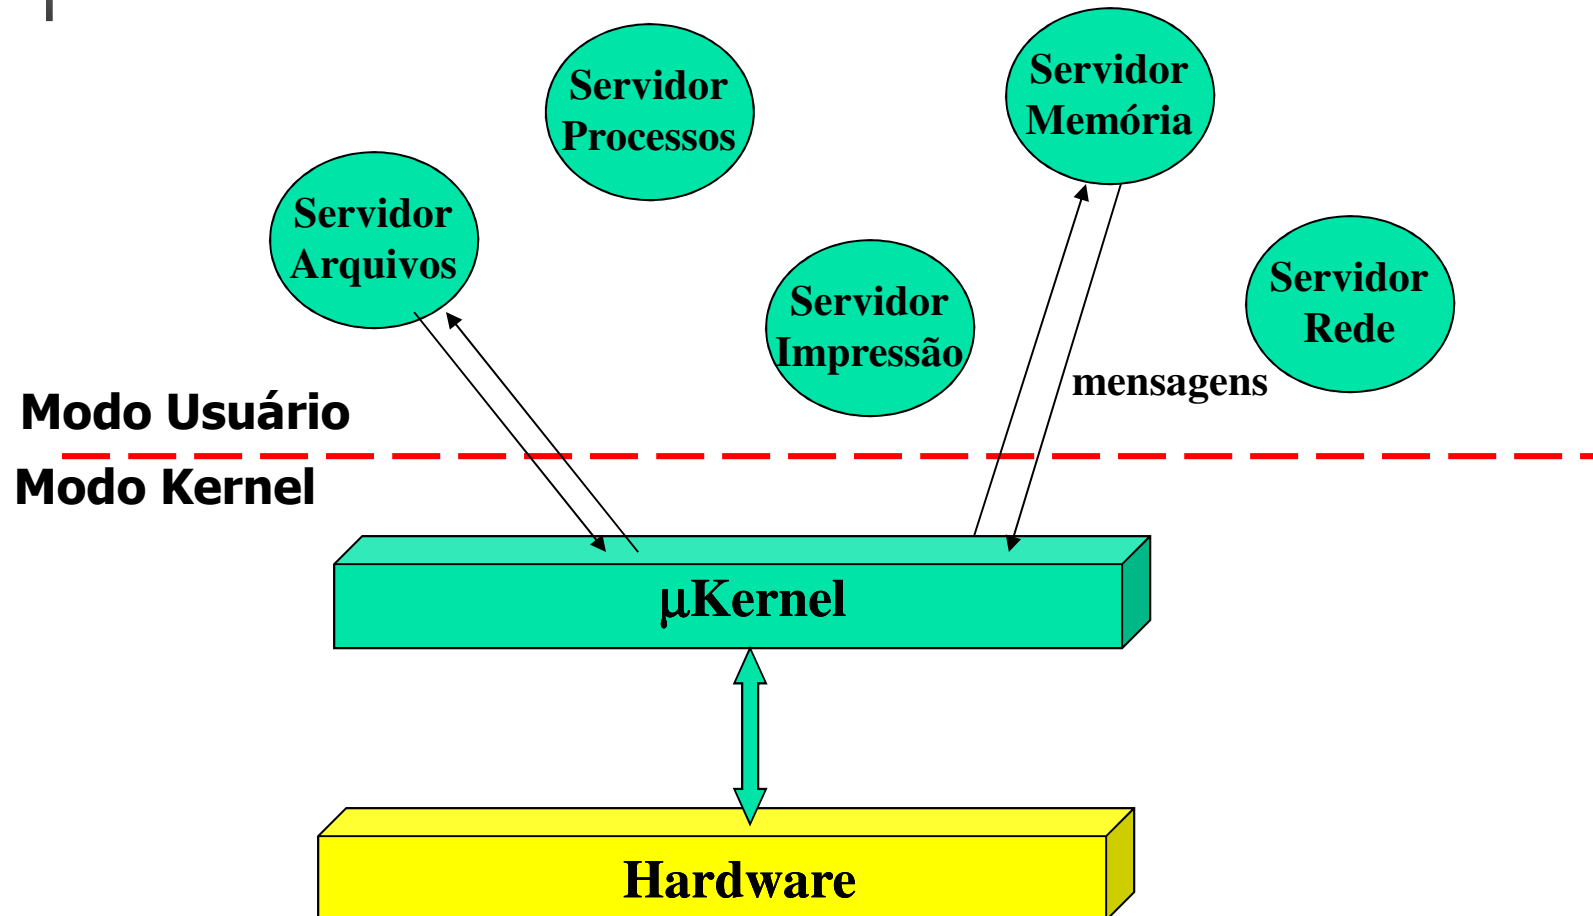 Servidor
Processos
Servidor
Memória
Servidor
Arquivos
Servidor
Impressão
Servidor
Rede
mensagens
Modo Usuário
Modo Kernel
μKernel
Hardware